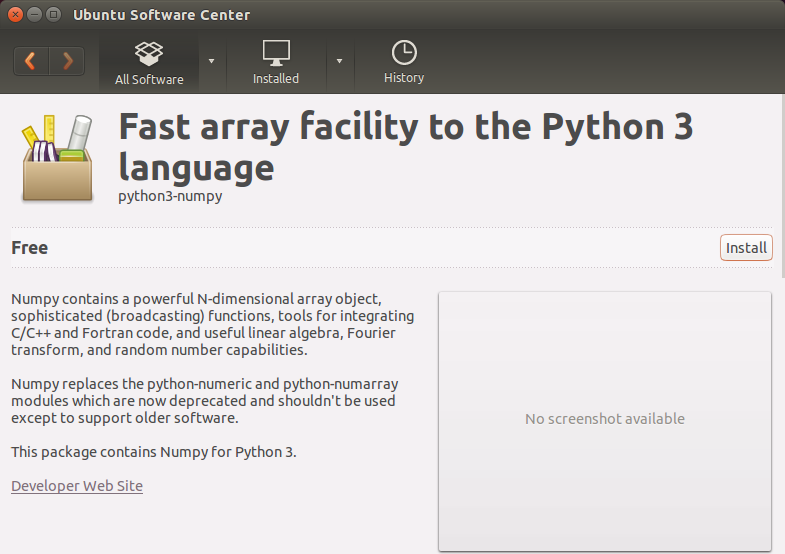 Ubuntu Software Center
All Software
Installed
History
Fast array facility to the Python 3
language
python3-numpy
Free
Install
Numpy contains a powerful N-dimensional array object,
sophisticated (broadcasting) functions, tools for integrating
C/C++ and Fortran code, and useful linear algebra, Fourier
transform, and random number capabilities.
Numpy replaces the python-numeric and python-numarray
modules which are now deprecated and shouldn't be used
except to support older software.
This package contains Numpy for Python 3.
Developer Web Site
No screenshot available